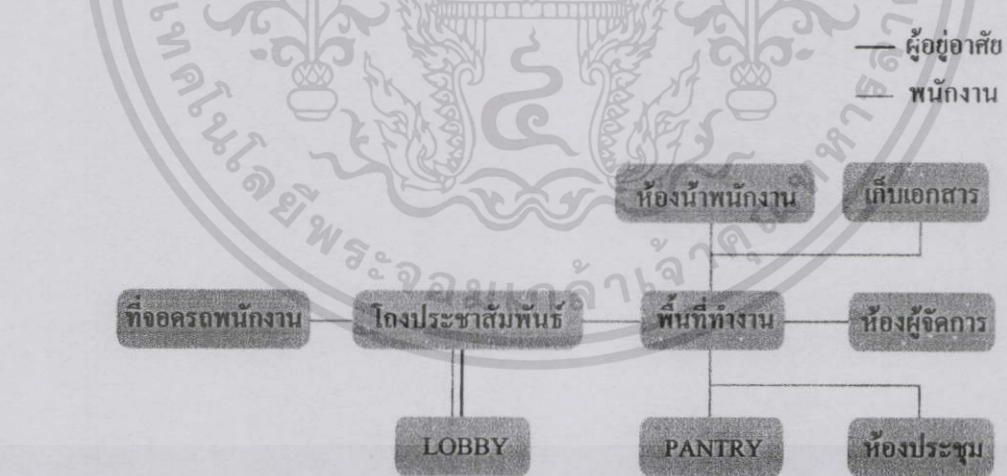 ผู้อยู่อาศัย
พนักงาน
ห้องน้ำพนักงาน เก็บเอกสาร
ที่จอดรถพนักงาน โถงประชาสัมพันธ์ พื้นที่ทำงาน ห้องผู้จัดการ
LOBBY PANTRY ห้องประชุม